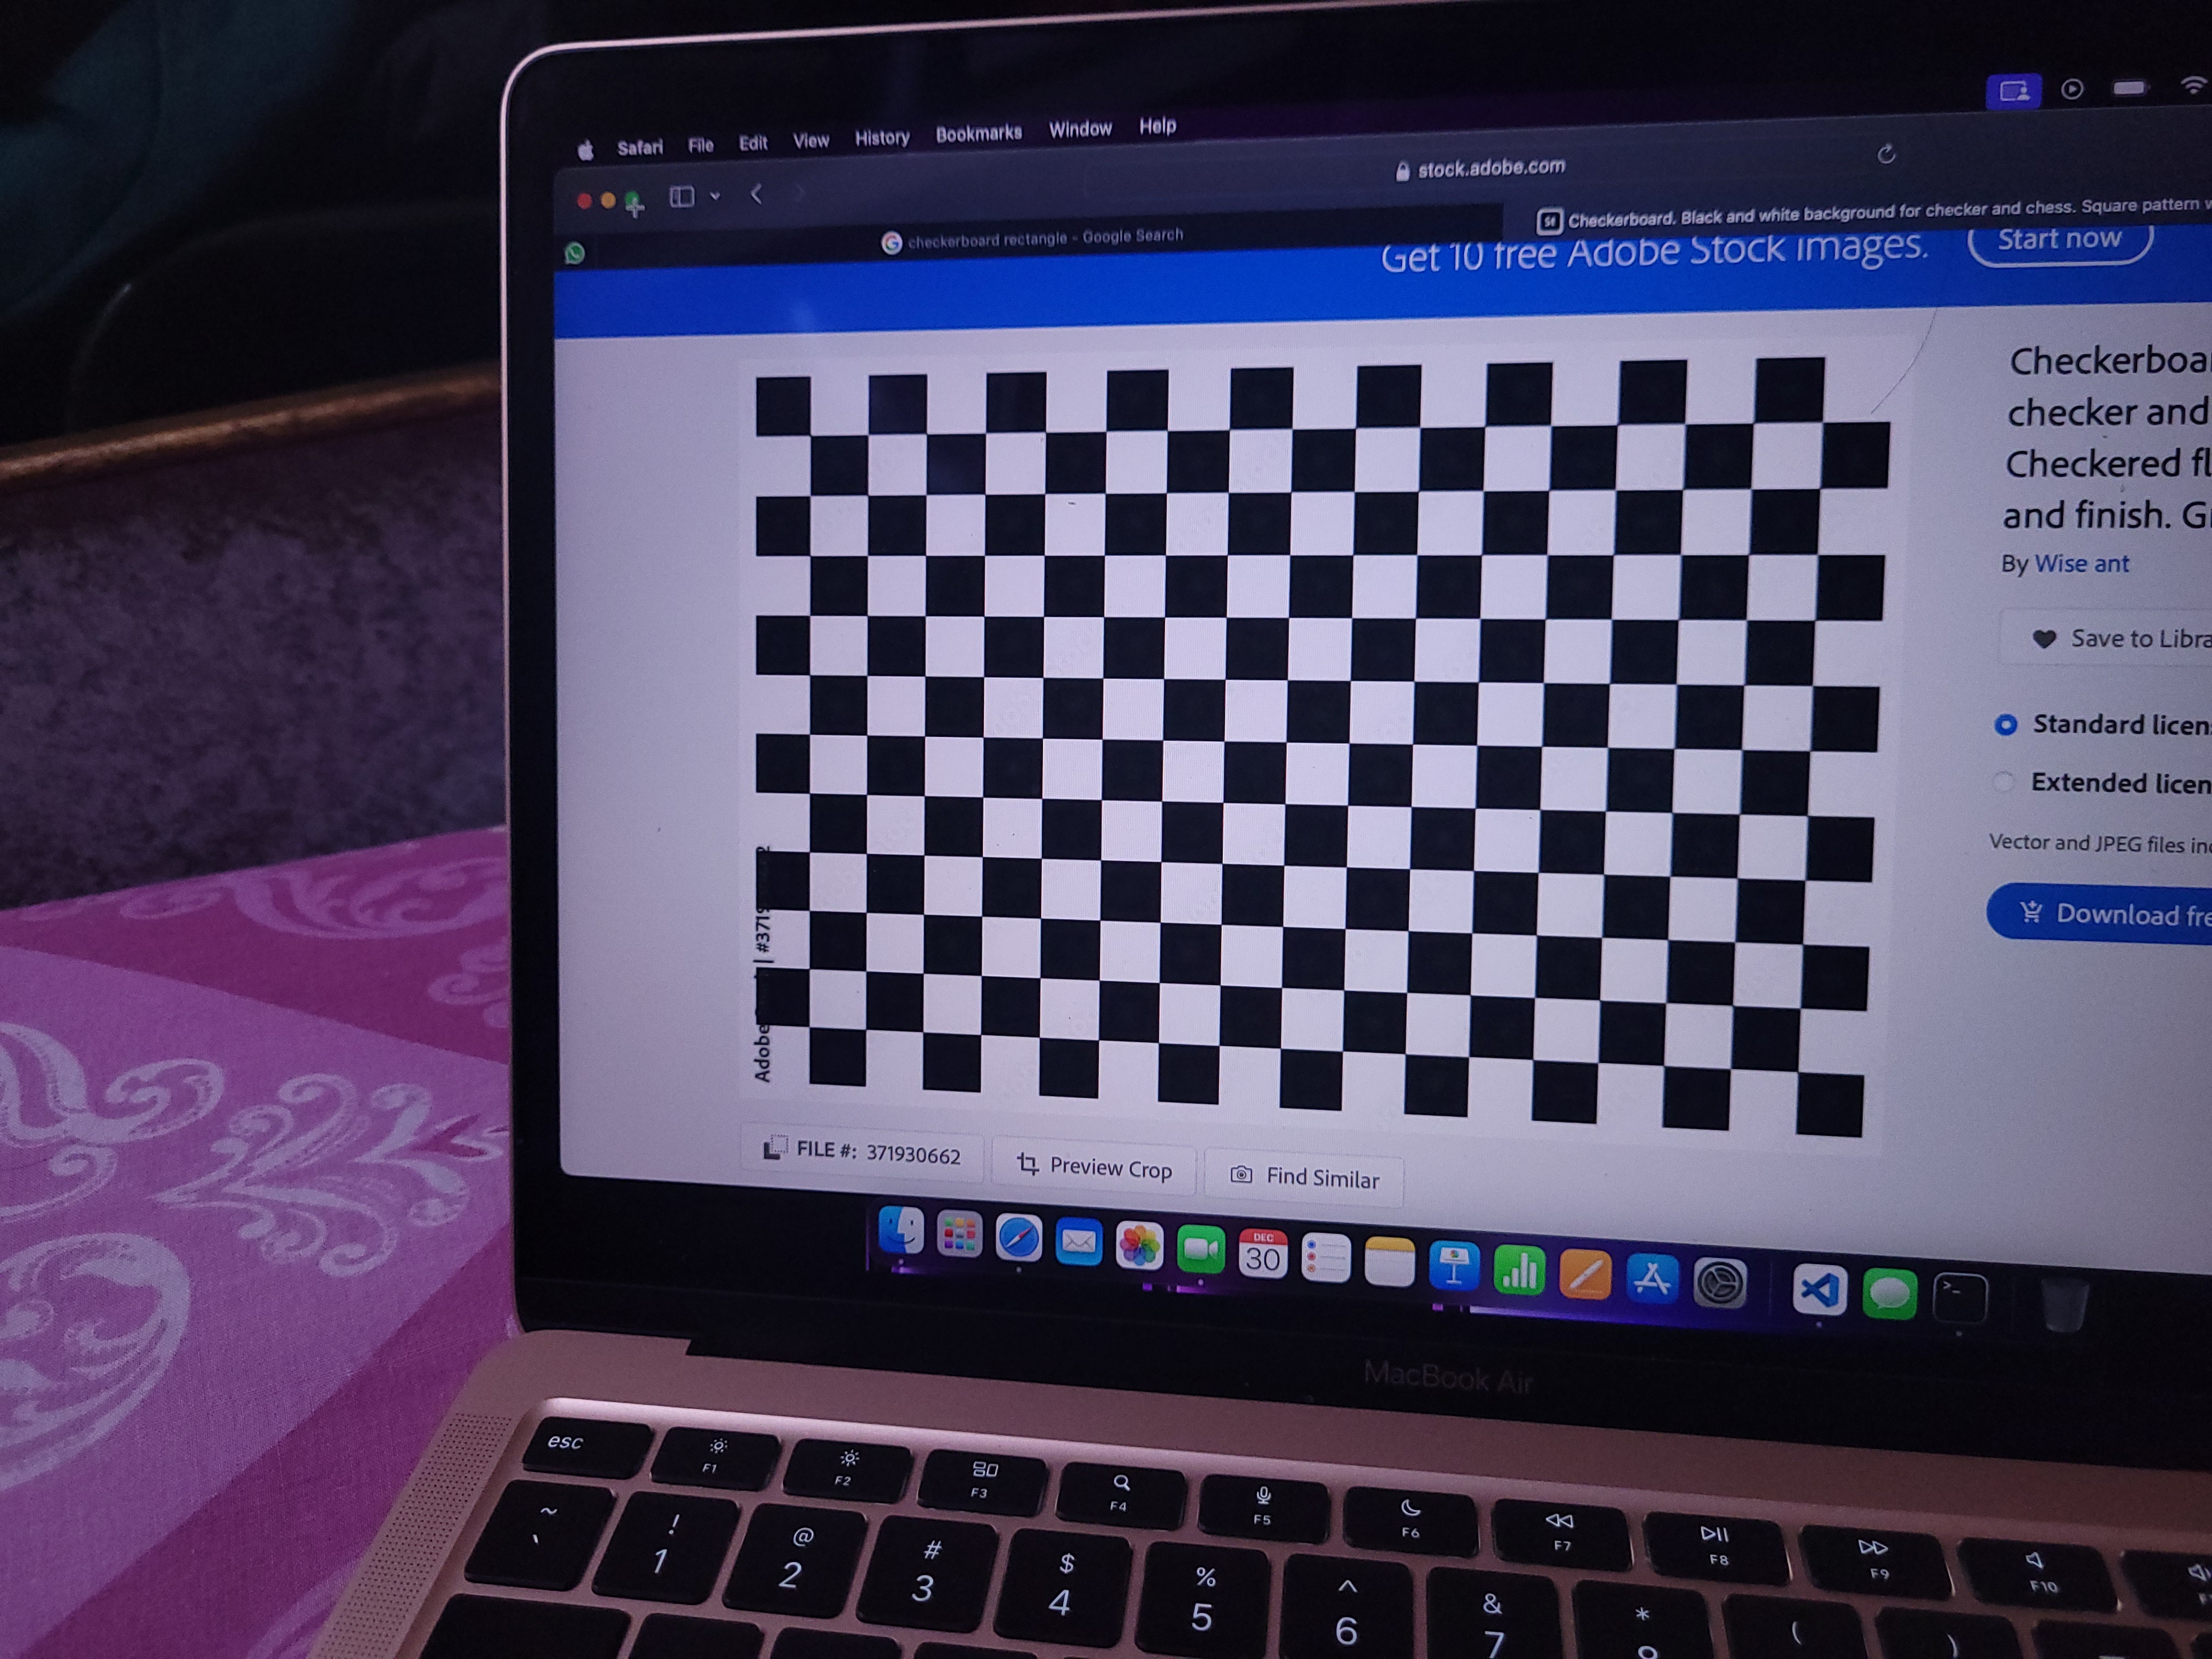 Safari File Edit View History Bookmarks Window Help
stock.adobe.com
checkerboard rectangle - Google Search
St Checkerboard. Black and white background for checker and chess. Square pattern w
Get 10 free Adobe Stock images. Start now
Checkerboa
checker and
Checkered fl
and finish. G
By Wise ant
Save to Libra
Standard licen
Extended licen
Vector and JPEG files inc
Download fre
Adobe | #371
FILE #: 371930662 Preview Crop Find Similar
DEC
30
MacBook Air
esc F1 F2 F3 F4 F5 F6 F7 F8 F9 F10
~ ! @ # $ % ^ & * ( )
` 1 2 3 4 5 6 7